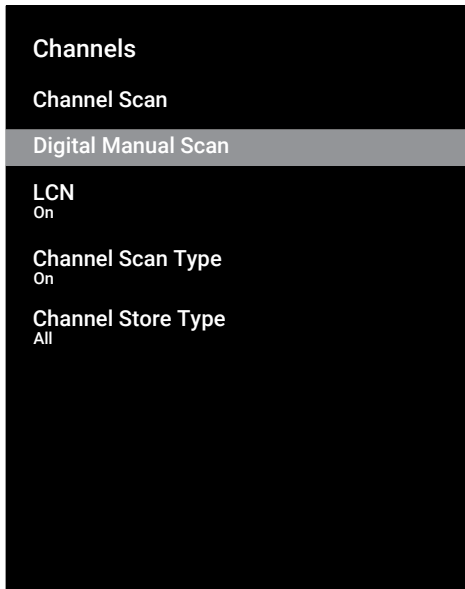 Channels
Channel Scan
Digital Manual Scan
LCN
On
Channel Scan Type
On
Channel Store Type
All